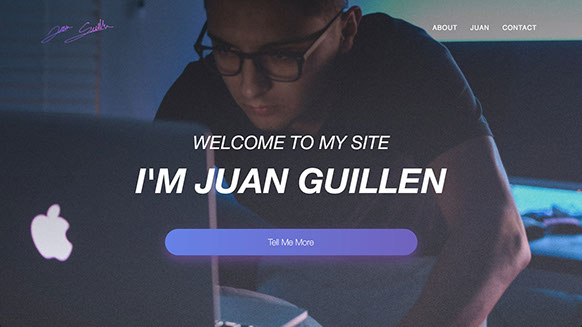 Juan Guillen
ABOUT JUAN CONTACT
WELCOME TO MY SITE
I'M JUAN GUILLEN
Tell Me More